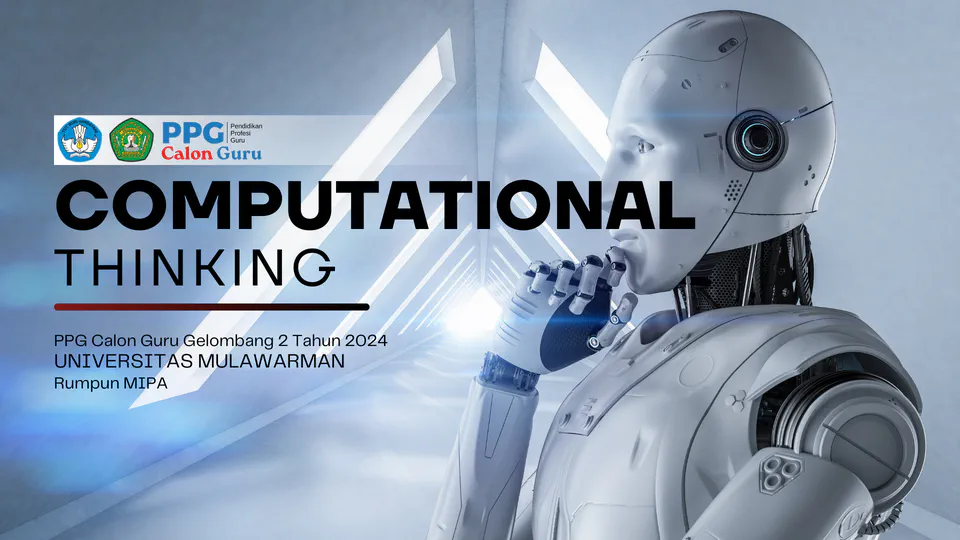 PPG
Pendidikan
Profesi
Guru
Calon Guru
COMPUTATIONAL
THINKING
PPG Calon Guru Gelombang 2 Tahun 2024
UNIVERSITAS MULAWARMAN
Rumpun MIPA